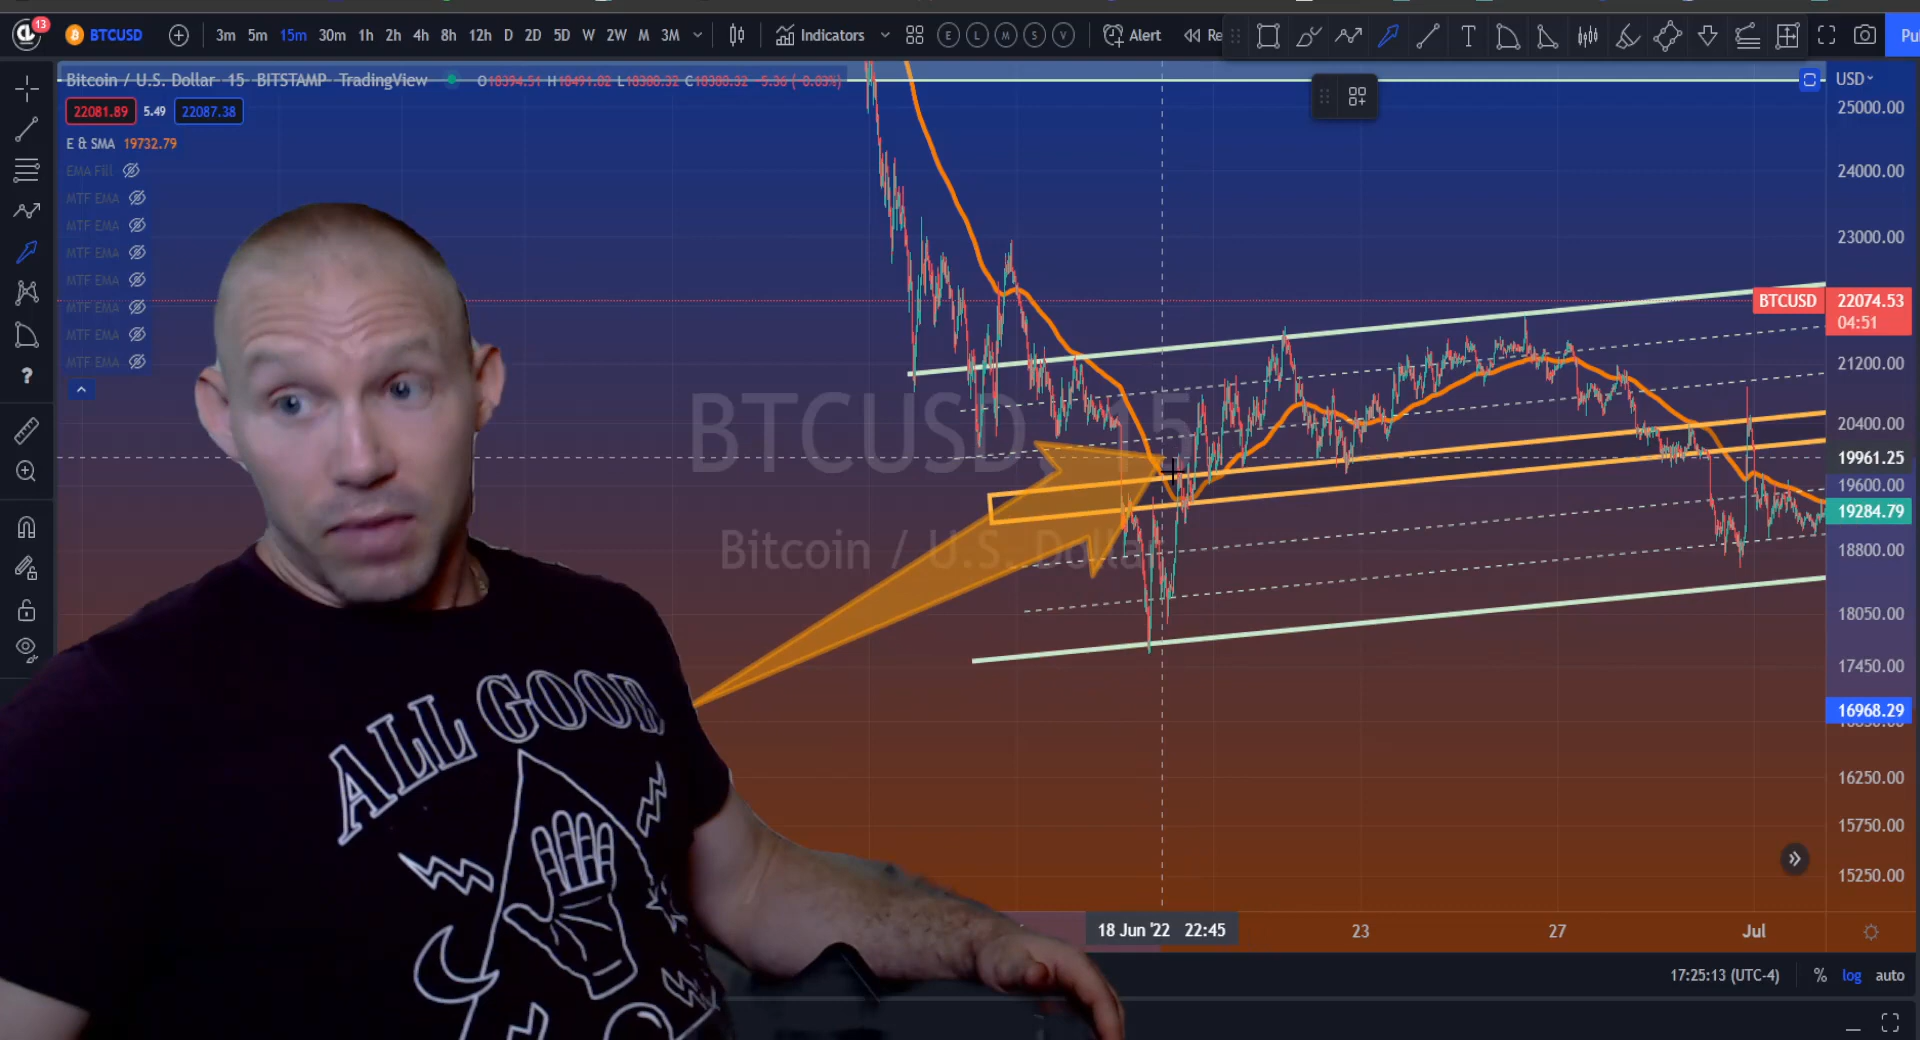 13
BTCUSD 3m 5m 15m 30m 1h 2h 4h 8h 12h D 2D 5D W 2W M 3M Indicators E L M S V Alert Re T Pu
Bitcoin / U.S. Dollar 15 BITSTAMP TradingView USD
22081.89 5.49 22087.38
E & SMA 19732.79
EMA Fill
MTF EMA
MTF EMA
MTF EMA
MTF EMA
MTF EMA
MTF EMA
MTF EMA
25000.00
24000.00
23000.00
BTCUSD 22074.53
04:51
21200.00
20400.00
19961.25
19600.00
19284.79
18800.00
18050.00
17450.00
16968.29
16250.00
15750.00
15250.00
BTCUSD, 15
Bitcoin / U.S. Dollar
ALL GOOD
18 Jun '22 22:45 23 27 Jul
17:25:13 (UTC-4) % log auto